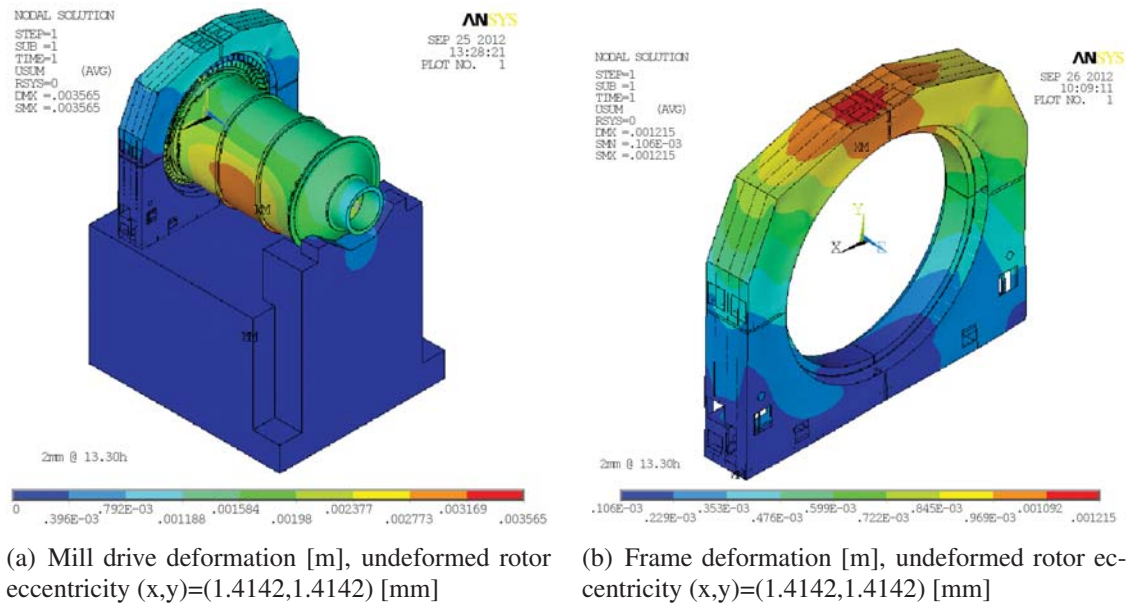 NODAL SOLUTION
STEP=1
SUB =1
TIME=1
USUM (AVG)
RSYS=0
DMX =.003565
SMX =.003565
ANSYS
SEP 25 2012
13:28:21
PLOT NO. 1
MM
MM
2mm @ 13.30h
0 .792E-03 .001584 .002377 .003169
.396E-03 .001188 .00198 .002773 .003565
(a) Mill drive deformation [m], undeformed rotor
eccentricity (x,y)=(1.4142,1.4142) [mm]
NODAL SOLUTION
STEP=1
SUB =1
TIME=1
USUM (AVG)
RSYS=0
DMX =.001215
SMN =.106E-03
SMX =.001215
ANSYS
SEP 26 2012
10:09:11
PLOT NO. 1
MM
Y
X
MM
2mm @ 13.30h
.106E-03 .353E-03 .599E-03 .845E-03 .001092
.229E-03 .476E-03 .722E-03 .969E-03 .001215
(b) Frame deformation [m], undeformed rotor ec-
centricity (x,y)=(1.4142,1.4142) [mm]